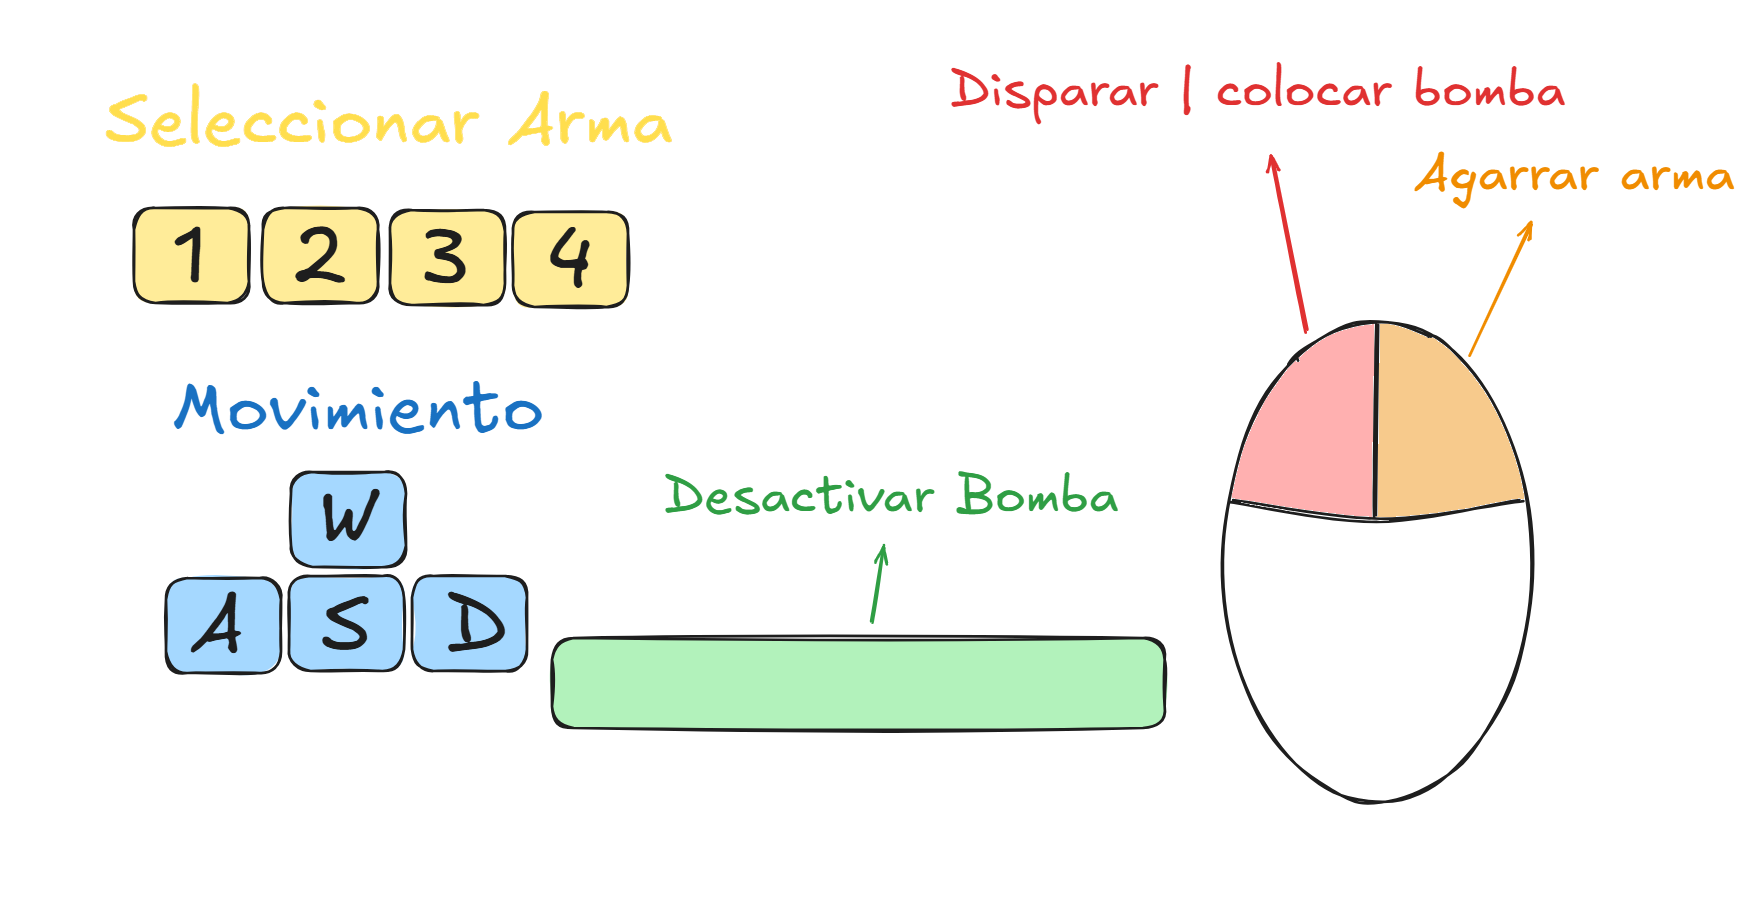 Disparar | colocar bomba
Seleccionar Arma
Agarrar arma
1 2 3 4
Movimiento
Desactivar Bomba
W
A S D